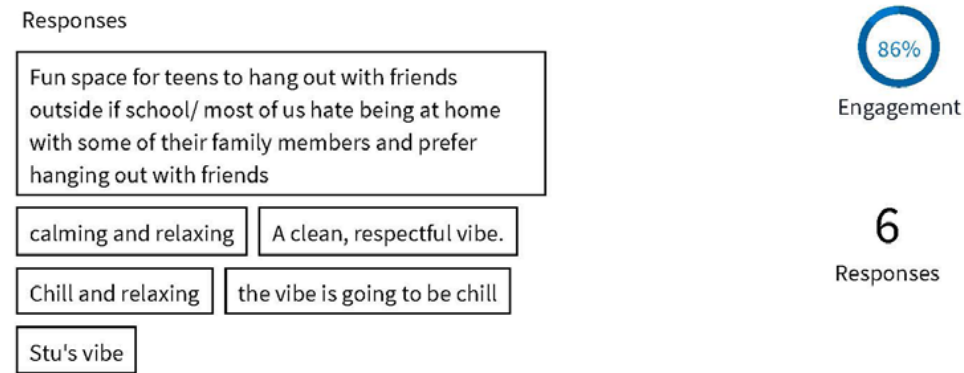 Responses
Fun space for teens to hang out with friends
outside if school/ most of us hate being at home
with some of their family members and prefer
hanging out with friends
calming and relaxing
A clean, respectful vibe.
Chill and relaxing
the vibe is going to be chill
Stu's vibe
86%
Engagement
6
Responses